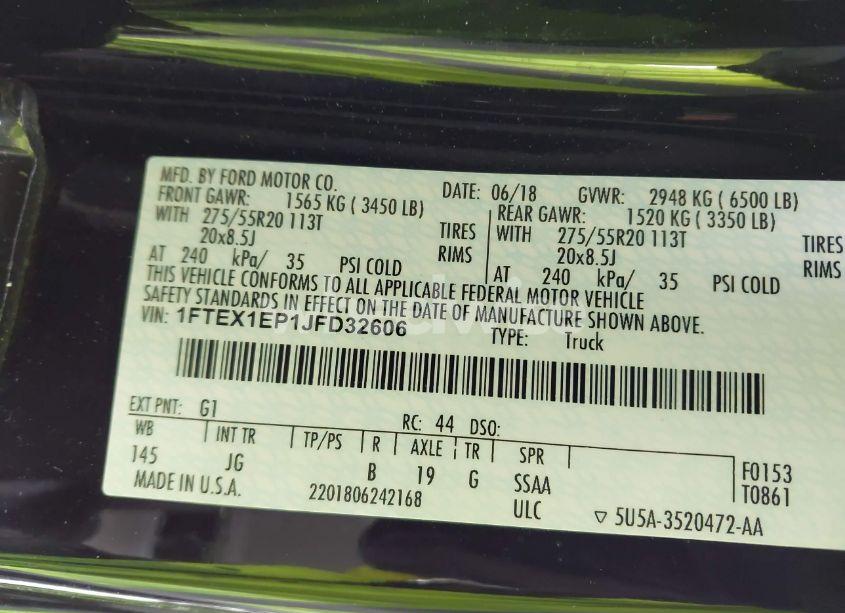 MFD. BY FORD MOTOR CO. DATE: 06/18 GVWR: 2948 KG ( 6500 LB)
FRONT GAWR: 1565 KG ( 3450 LB) REAR GAWR: 1520 KG ( 3350 LB)
WITH 275/55R20 113T TIRES WITH 275/55R20 113T TIRES
20x8.5J RIMS 20x8.5J RIMS
AT 240 kPa/ 35 PSI COLD AT 240 kPa/ 35 PSI COLD
THIS VEHICLE CONFORMS TO ALL APPLICABLE FEDERAL MOTOR VEHICLE
SAFETY STANDARDS IN EFFECT ON THE DATE OF MANUFACTURE SHOWN ABOVE.
VIN: 1FTEX1EP1JFD32606 TYPE: Truck
EXT PNT: G1 RC: 44 DSO:
WB INT TR TP/PS R AXLE TR SPR
145 JG B 19 G SSAA F0153
MADE IN U.S.A. 2201806242168 ULC T0861
▽ 5U5A-3520472-AA